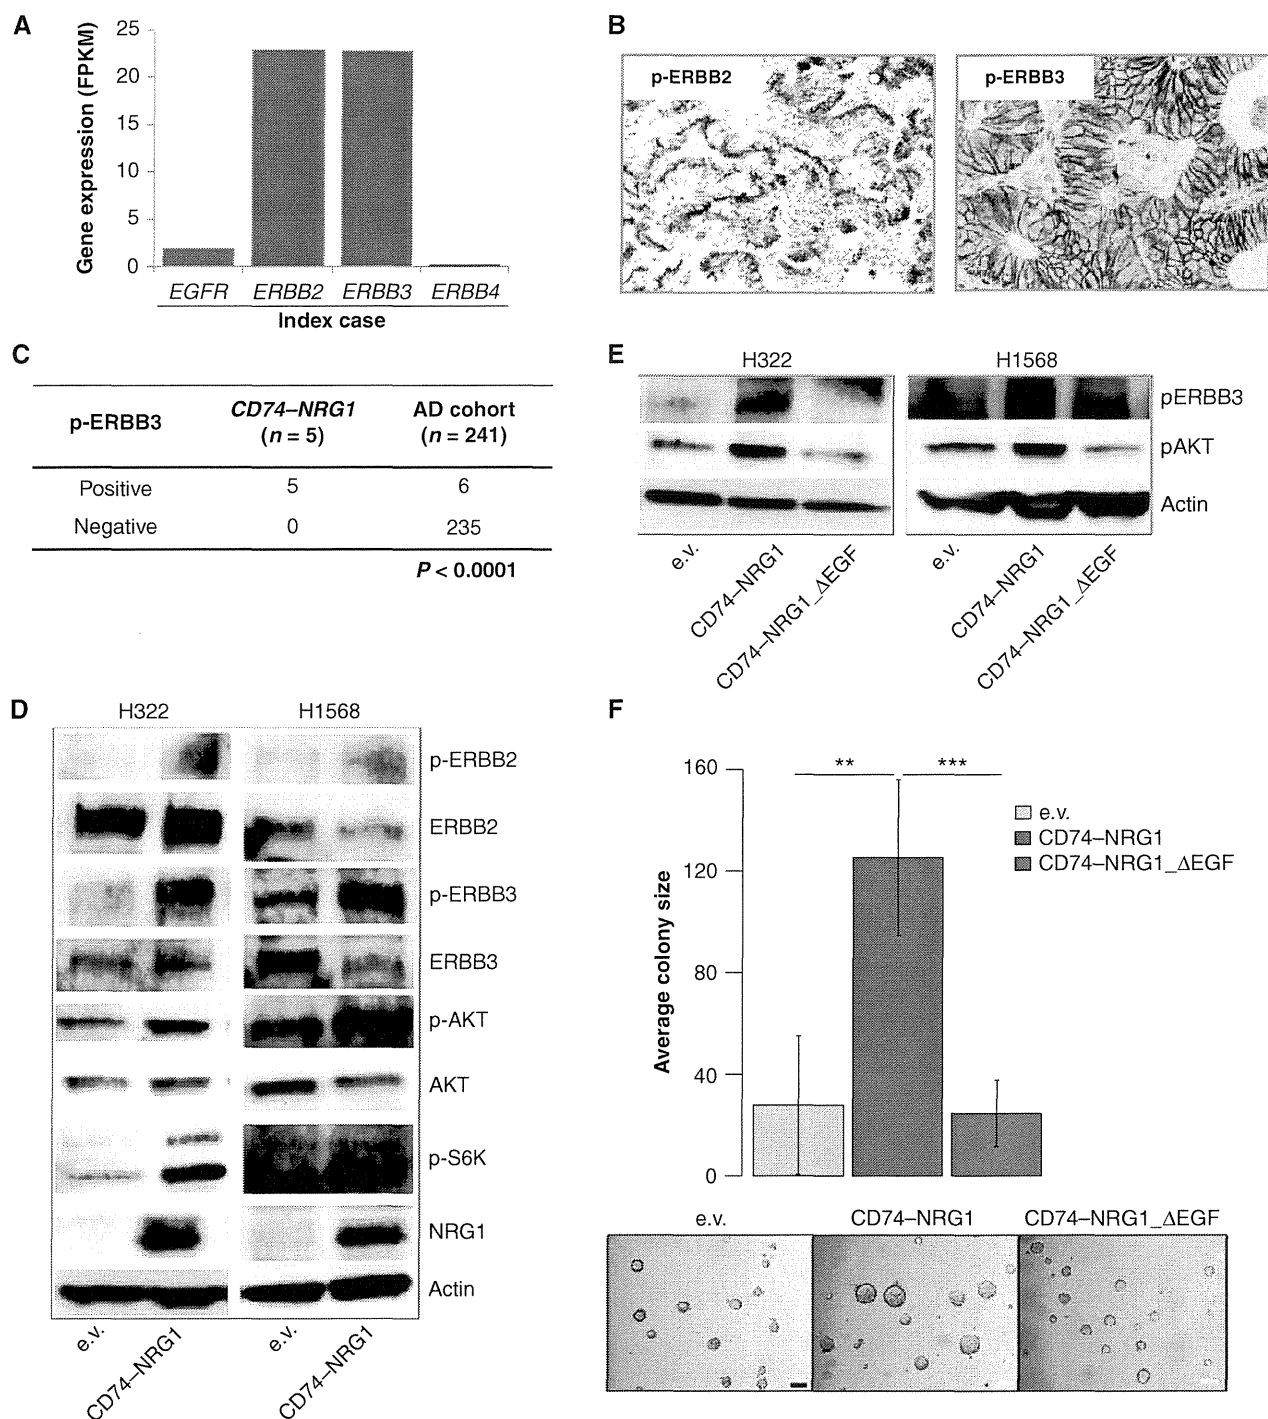 A
Gene expression (FPKM)
25
20
15
10
5
0
EGFR ERBB2 ERBB3 ERBB4
Index case
B
p-ERBB2
p-ERBB3
C
p-ERBB3 CD74–NRG1 (n = 5) AD cohort (n = 241)
Positive 5 6
Negative 0 235
P < 0.0001
E
H322 H1568
pERBB3
pAKT
Actin
e.v. CD74–NRG1 CD74–NRG1_ΔEGF e.v. CD74–NRG1 CD74–NRG1_ΔEGF
D
H322 H1568
p-ERBB2
ERBB2
p-ERBB3
ERBB3
p-AKT
AKT
p-S6K
NRG1
Actin
e.v. CD74–NRG1 e.v. CD74–NRG1
F
Average colony size
160
120
80
40
0
** ***
e.v.
CD74–NRG1
CD74–NRG1_ΔEGF
e.v. CD74–NRG1 CD74–NRG1_ΔEGF